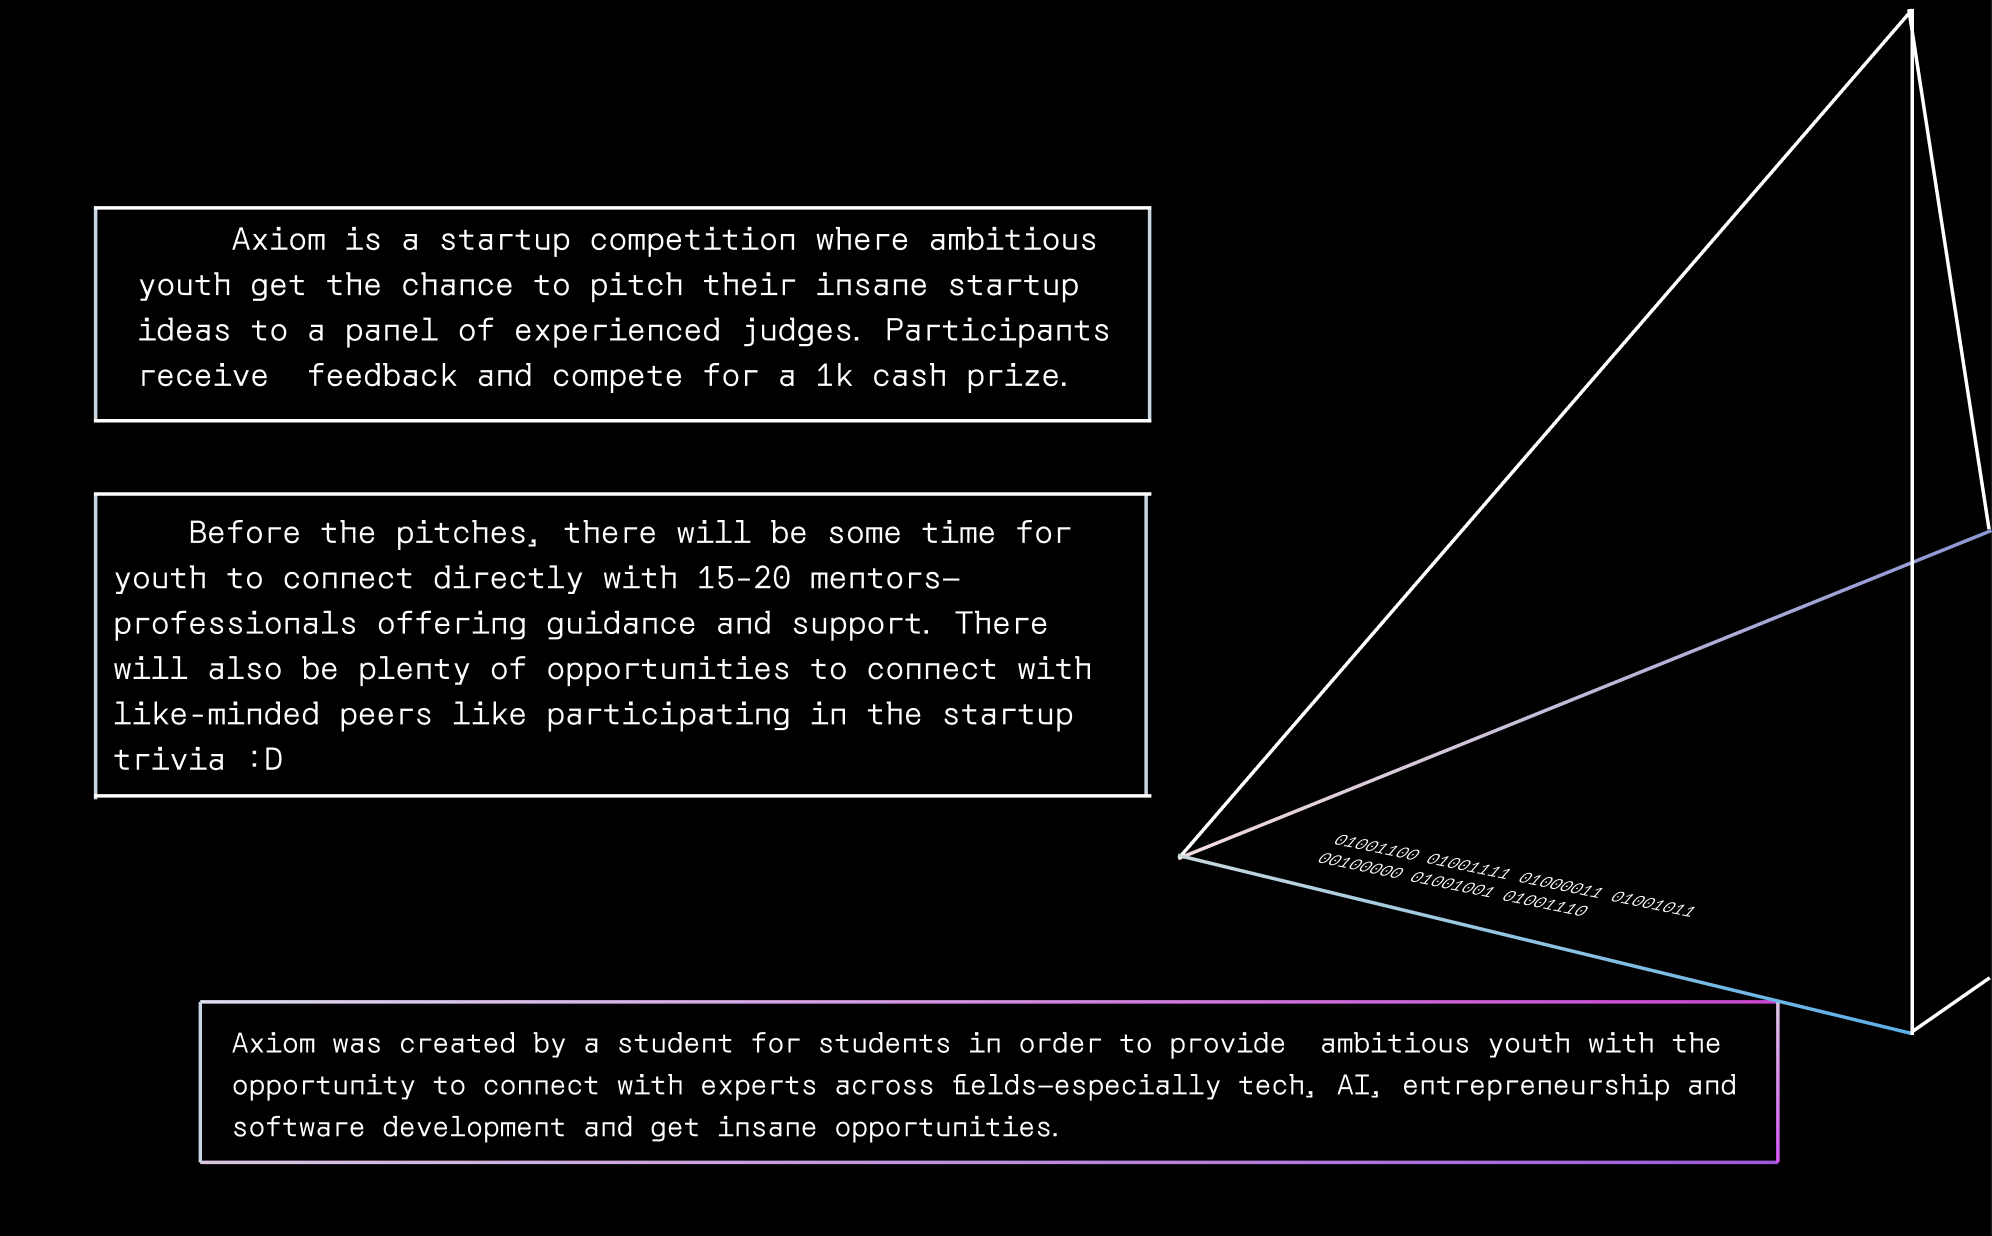 Axiom is a startup competition where ambitious
youth get the chance to pitch their insane startup
ideas to a panel of experienced judges. Participants
receive  feedback and compete for a 1k cash prize.
Before the pitches, there will be some time for
youth to connect directly with 15-20 mentors—
professionals offering guidance and support. There
will also be plenty of opportunities to connect with
like-minded peers like participating in the startup
trivia :D
01001100 01001111 01000011 01001011
00100000 01001001 01001110
Axiom was created by a student for students in order to provide  ambitious youth with the
opportunity to connect with experts across fields—especially tech, AI, entrepreneurship and
software development and get insane opportunities.